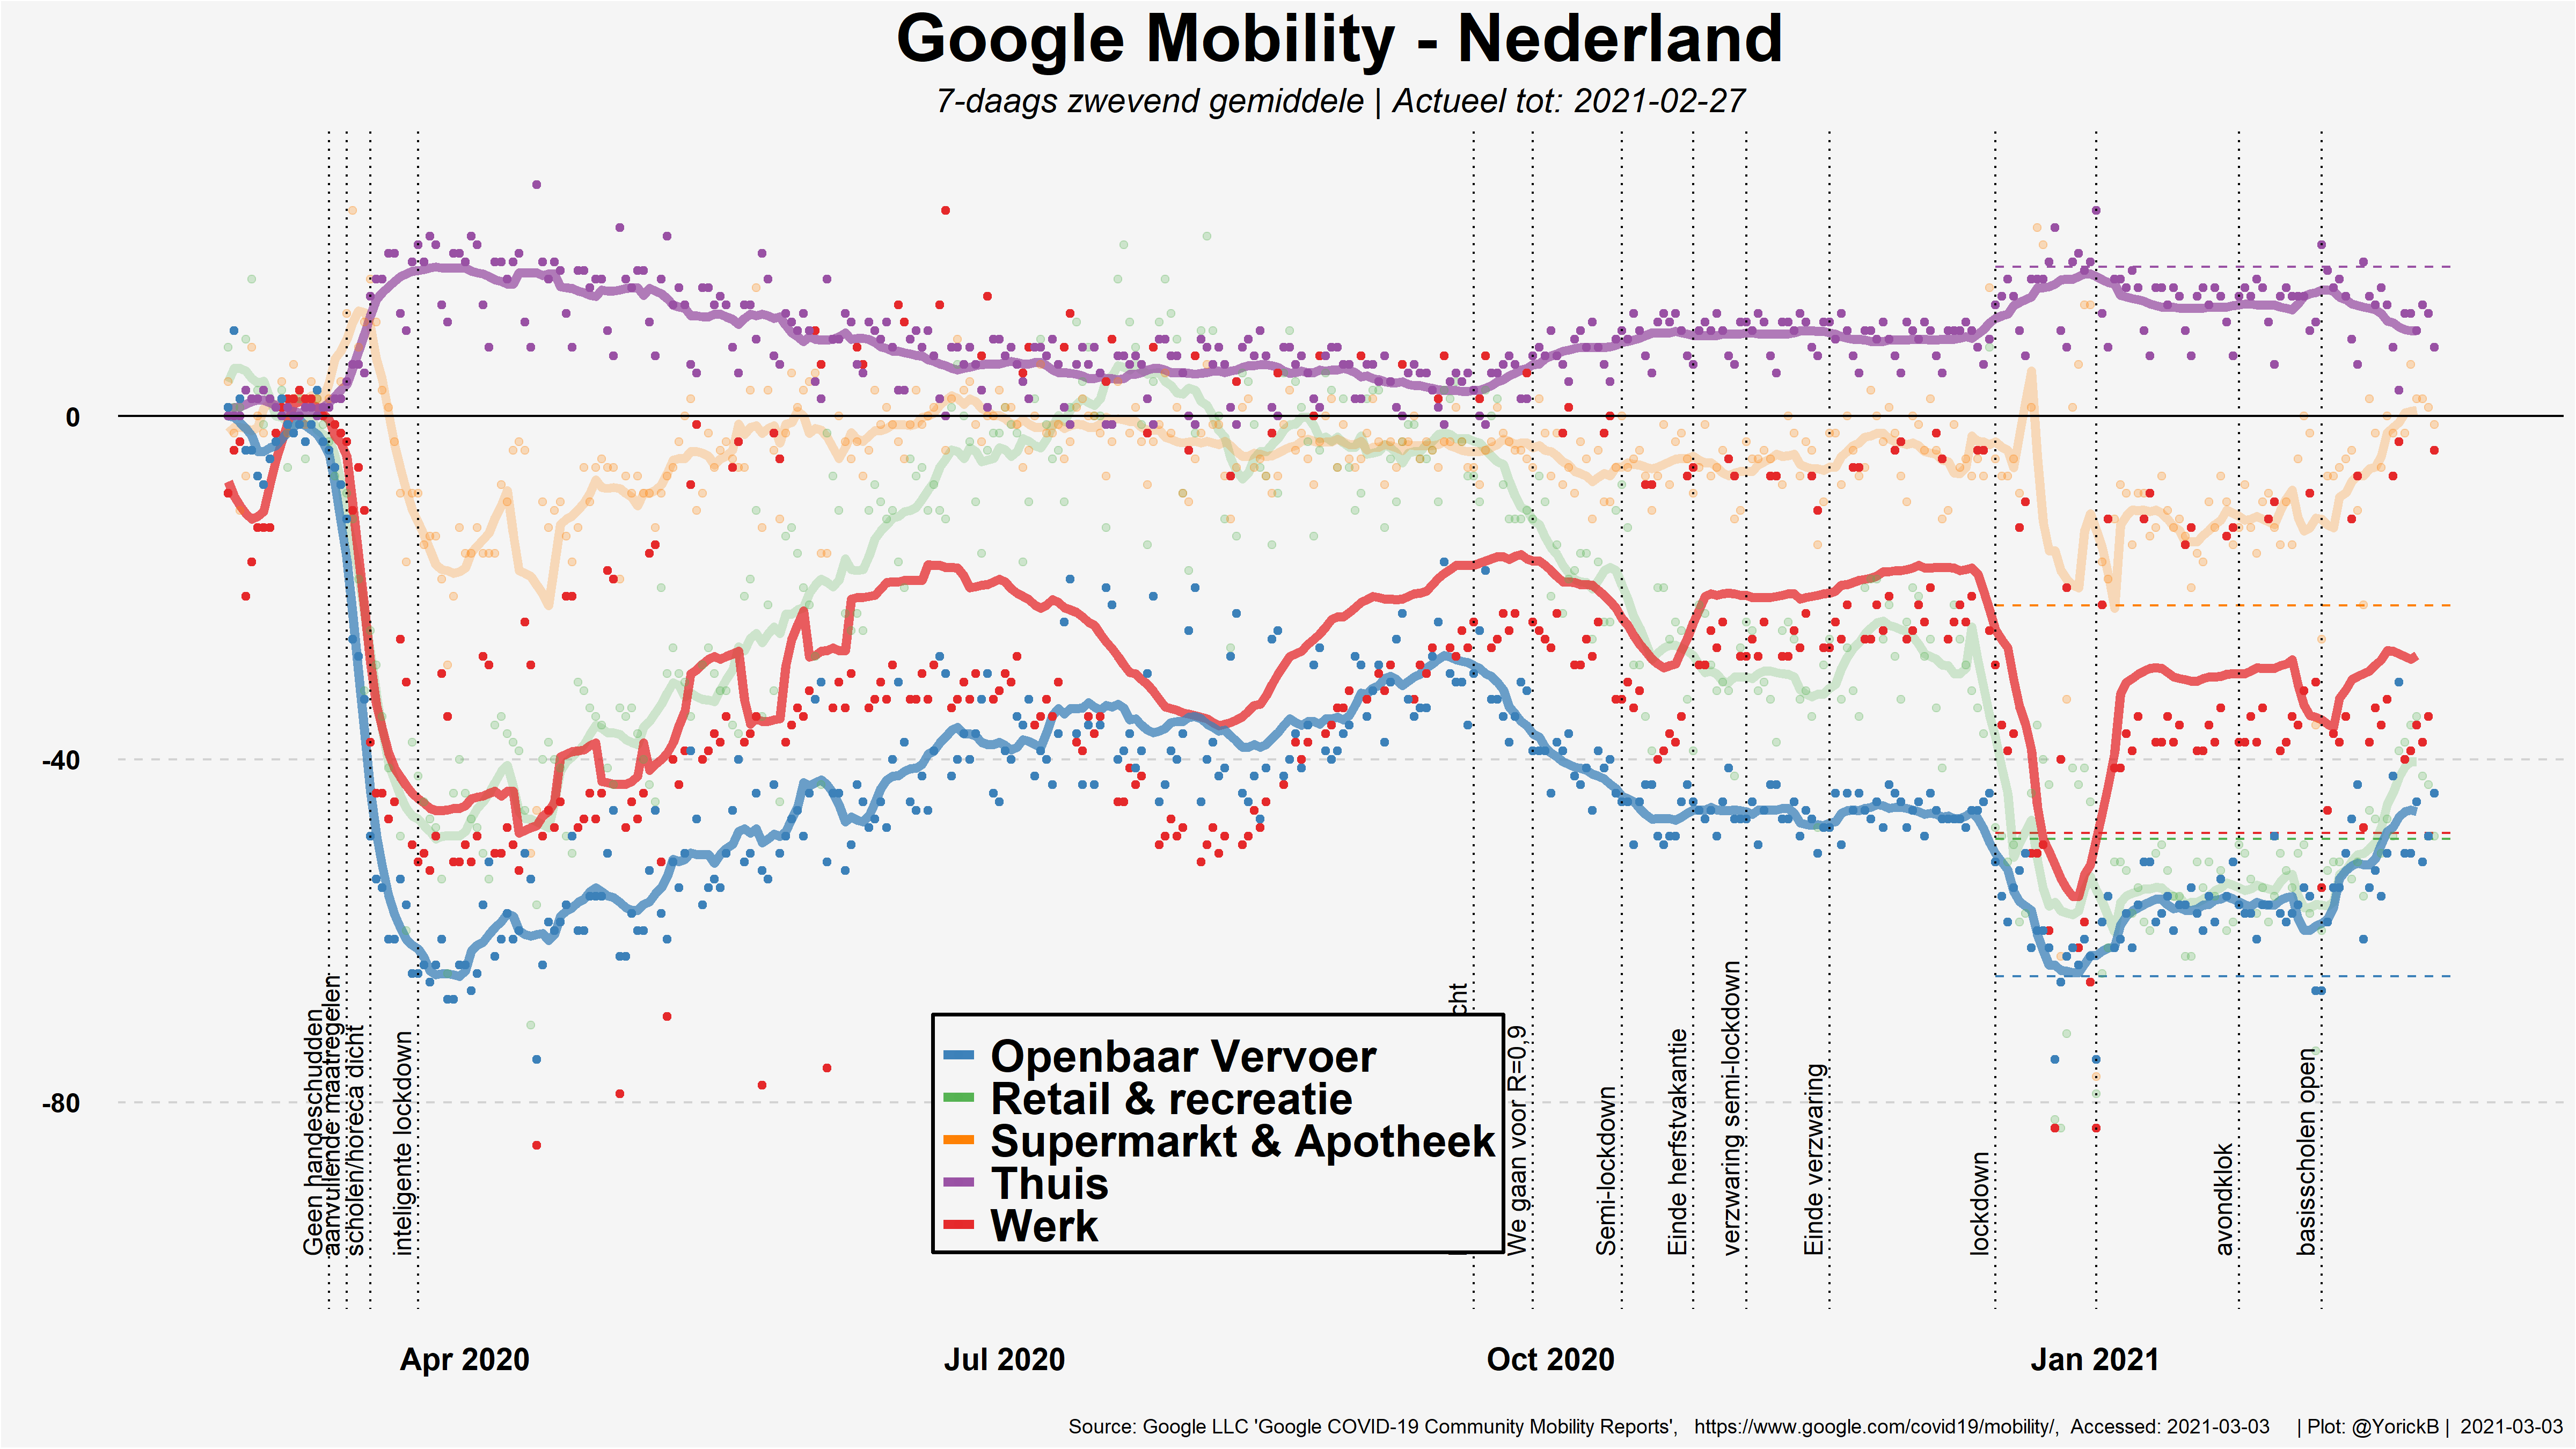 Google Mobility - Nederland
7-daags zwevend gemiddele | Actueel tot: 2021-02-27
0
-40
-80
Geen handeschudden
aanvullende maatregelen
scholen/horeca dicht
inteligente lockdown
We gaan voor R=0,9
Semi-lockdown
Einde herfstvakantie
verzwaring semi-lockdown
Einde verzwaring
lockdown
avondklok
basisscholen open
Openbaar Vervoer
Retail & recreatie
Supermarkt & Apotheek
Thuis
Werk
Apr 2020
Jul 2020
Oct 2020
Jan 2021
Source: Google LLC 'Google COVID-19 Community Mobility Reports', https://www.google.com/covid19/mobility/, Accessed: 2021-03-03 | Plot: @YorickB | 2021-03-03